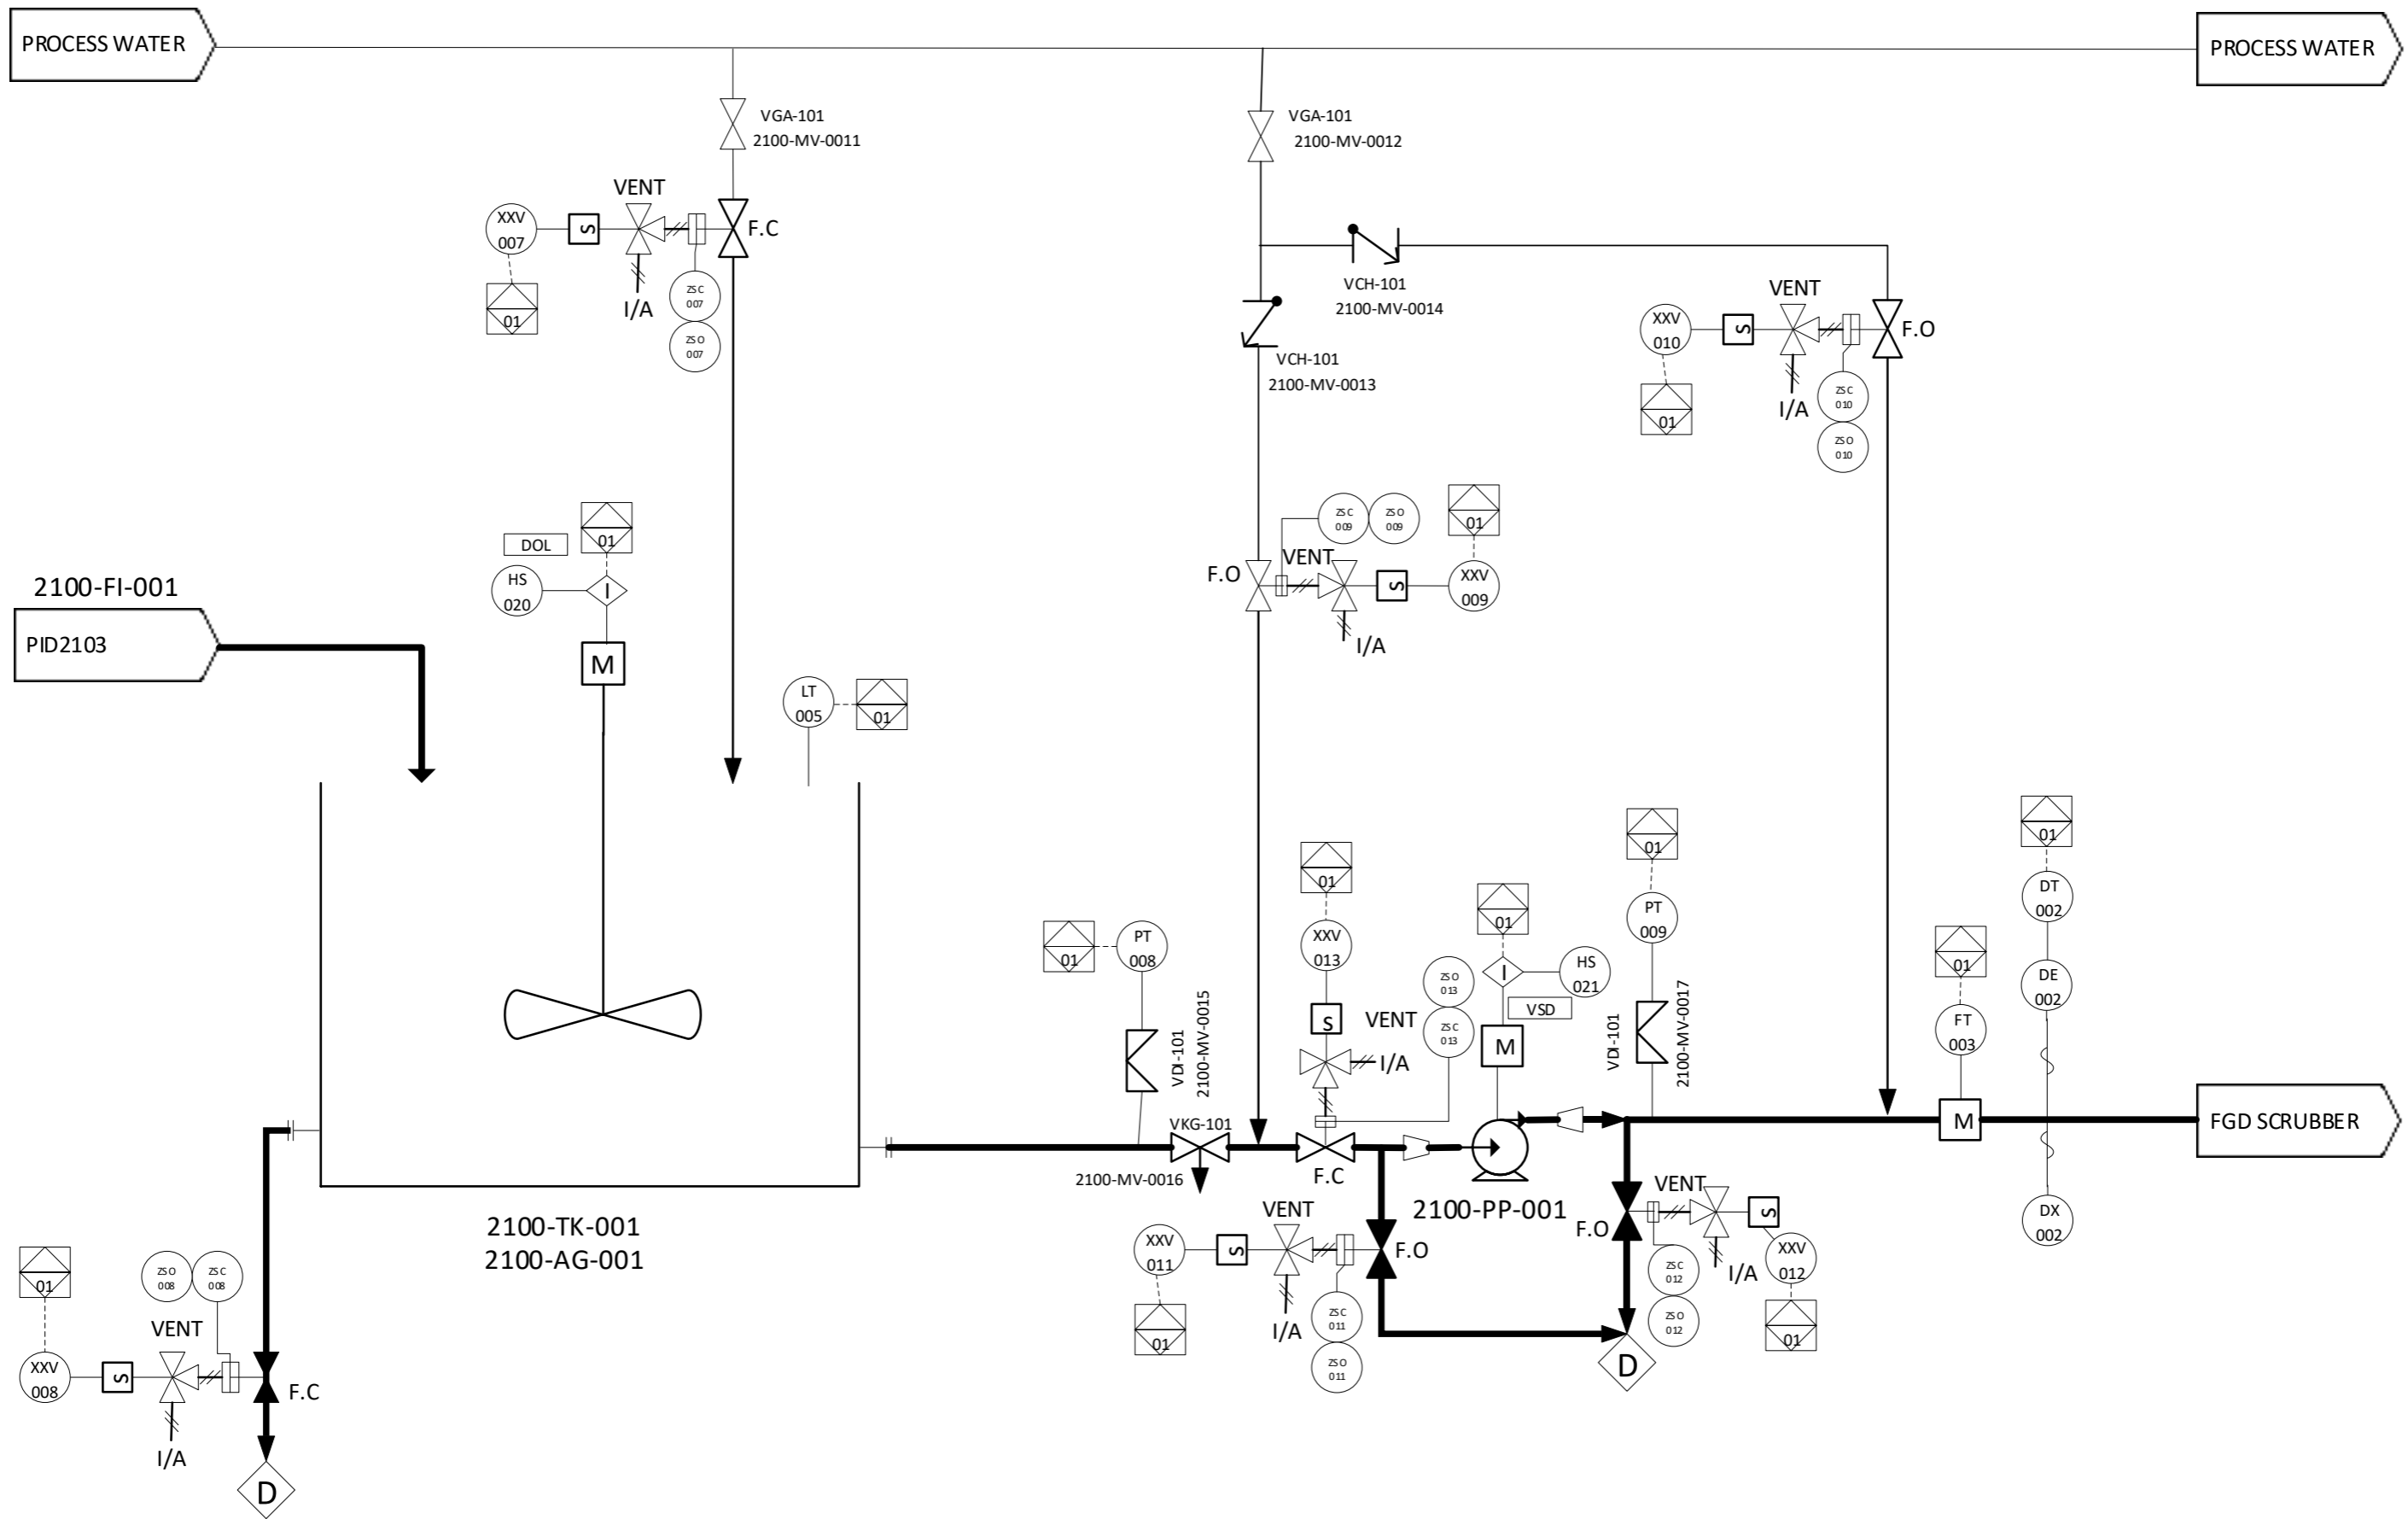 PROCESS WATER
PROCESS WATER
VGA-101
2100-MV-0011
VGA-101
2100-MV-0012
VENT
XXV
007
S
F.C
01
I/A
ZSC
007
ZSO
007
VCH-101
2100-MV-0014
VCH-101
2100-MV-0013
VENT
XXV
010
S
F.O
01
I/A
ZSC
010
ZSO
010
01
DOL
HS
020
I
M
2100-FI-001
PID2103
LT
005
01
ZSC
009
ZSO
009
01
VENT
F.O
S
XXV
009
I/A
01
PT
008
VDI-101
2100-MV-0015
VKG-101
2100-MV-0016
01
XXV
013
S
VENT
I/A
F.C
ZSO
013
ZSC
013
01
I
HS
021
VSD
M
2100-PP-001
01
PT
009
VDI-101
2100-MV-0017
01
FT
003
M
01
DT
002
DE
002
DX
002
FGD SCRUBBER
2100-TK-001
2100-AG-001
01
ZSO
008
ZSC
008
VENT
XXV
008
S
F.C
I/A
D
VENT
XXV
011
S
F.O
01
I/A
ZSC
011
ZSO
011
VENT
F.O
S
XXV
012
I/A
ZSC
012
ZSO
012
01
D